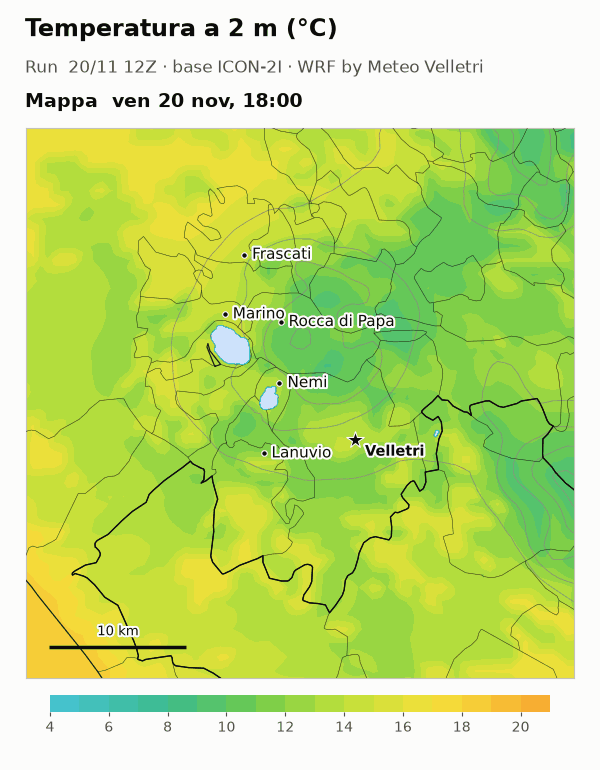 Temperatura a 2 m (°C)
Run  20/11 12Z · base ICON-2I · WRF by Meteo Velletri
Mappa  ven 20 nov, 18:00
Frascati
Marino
Rocca di Papa
Nemi
Velletri
Lanuvio
10 km
4 6 8 10 12 14 16 18 20